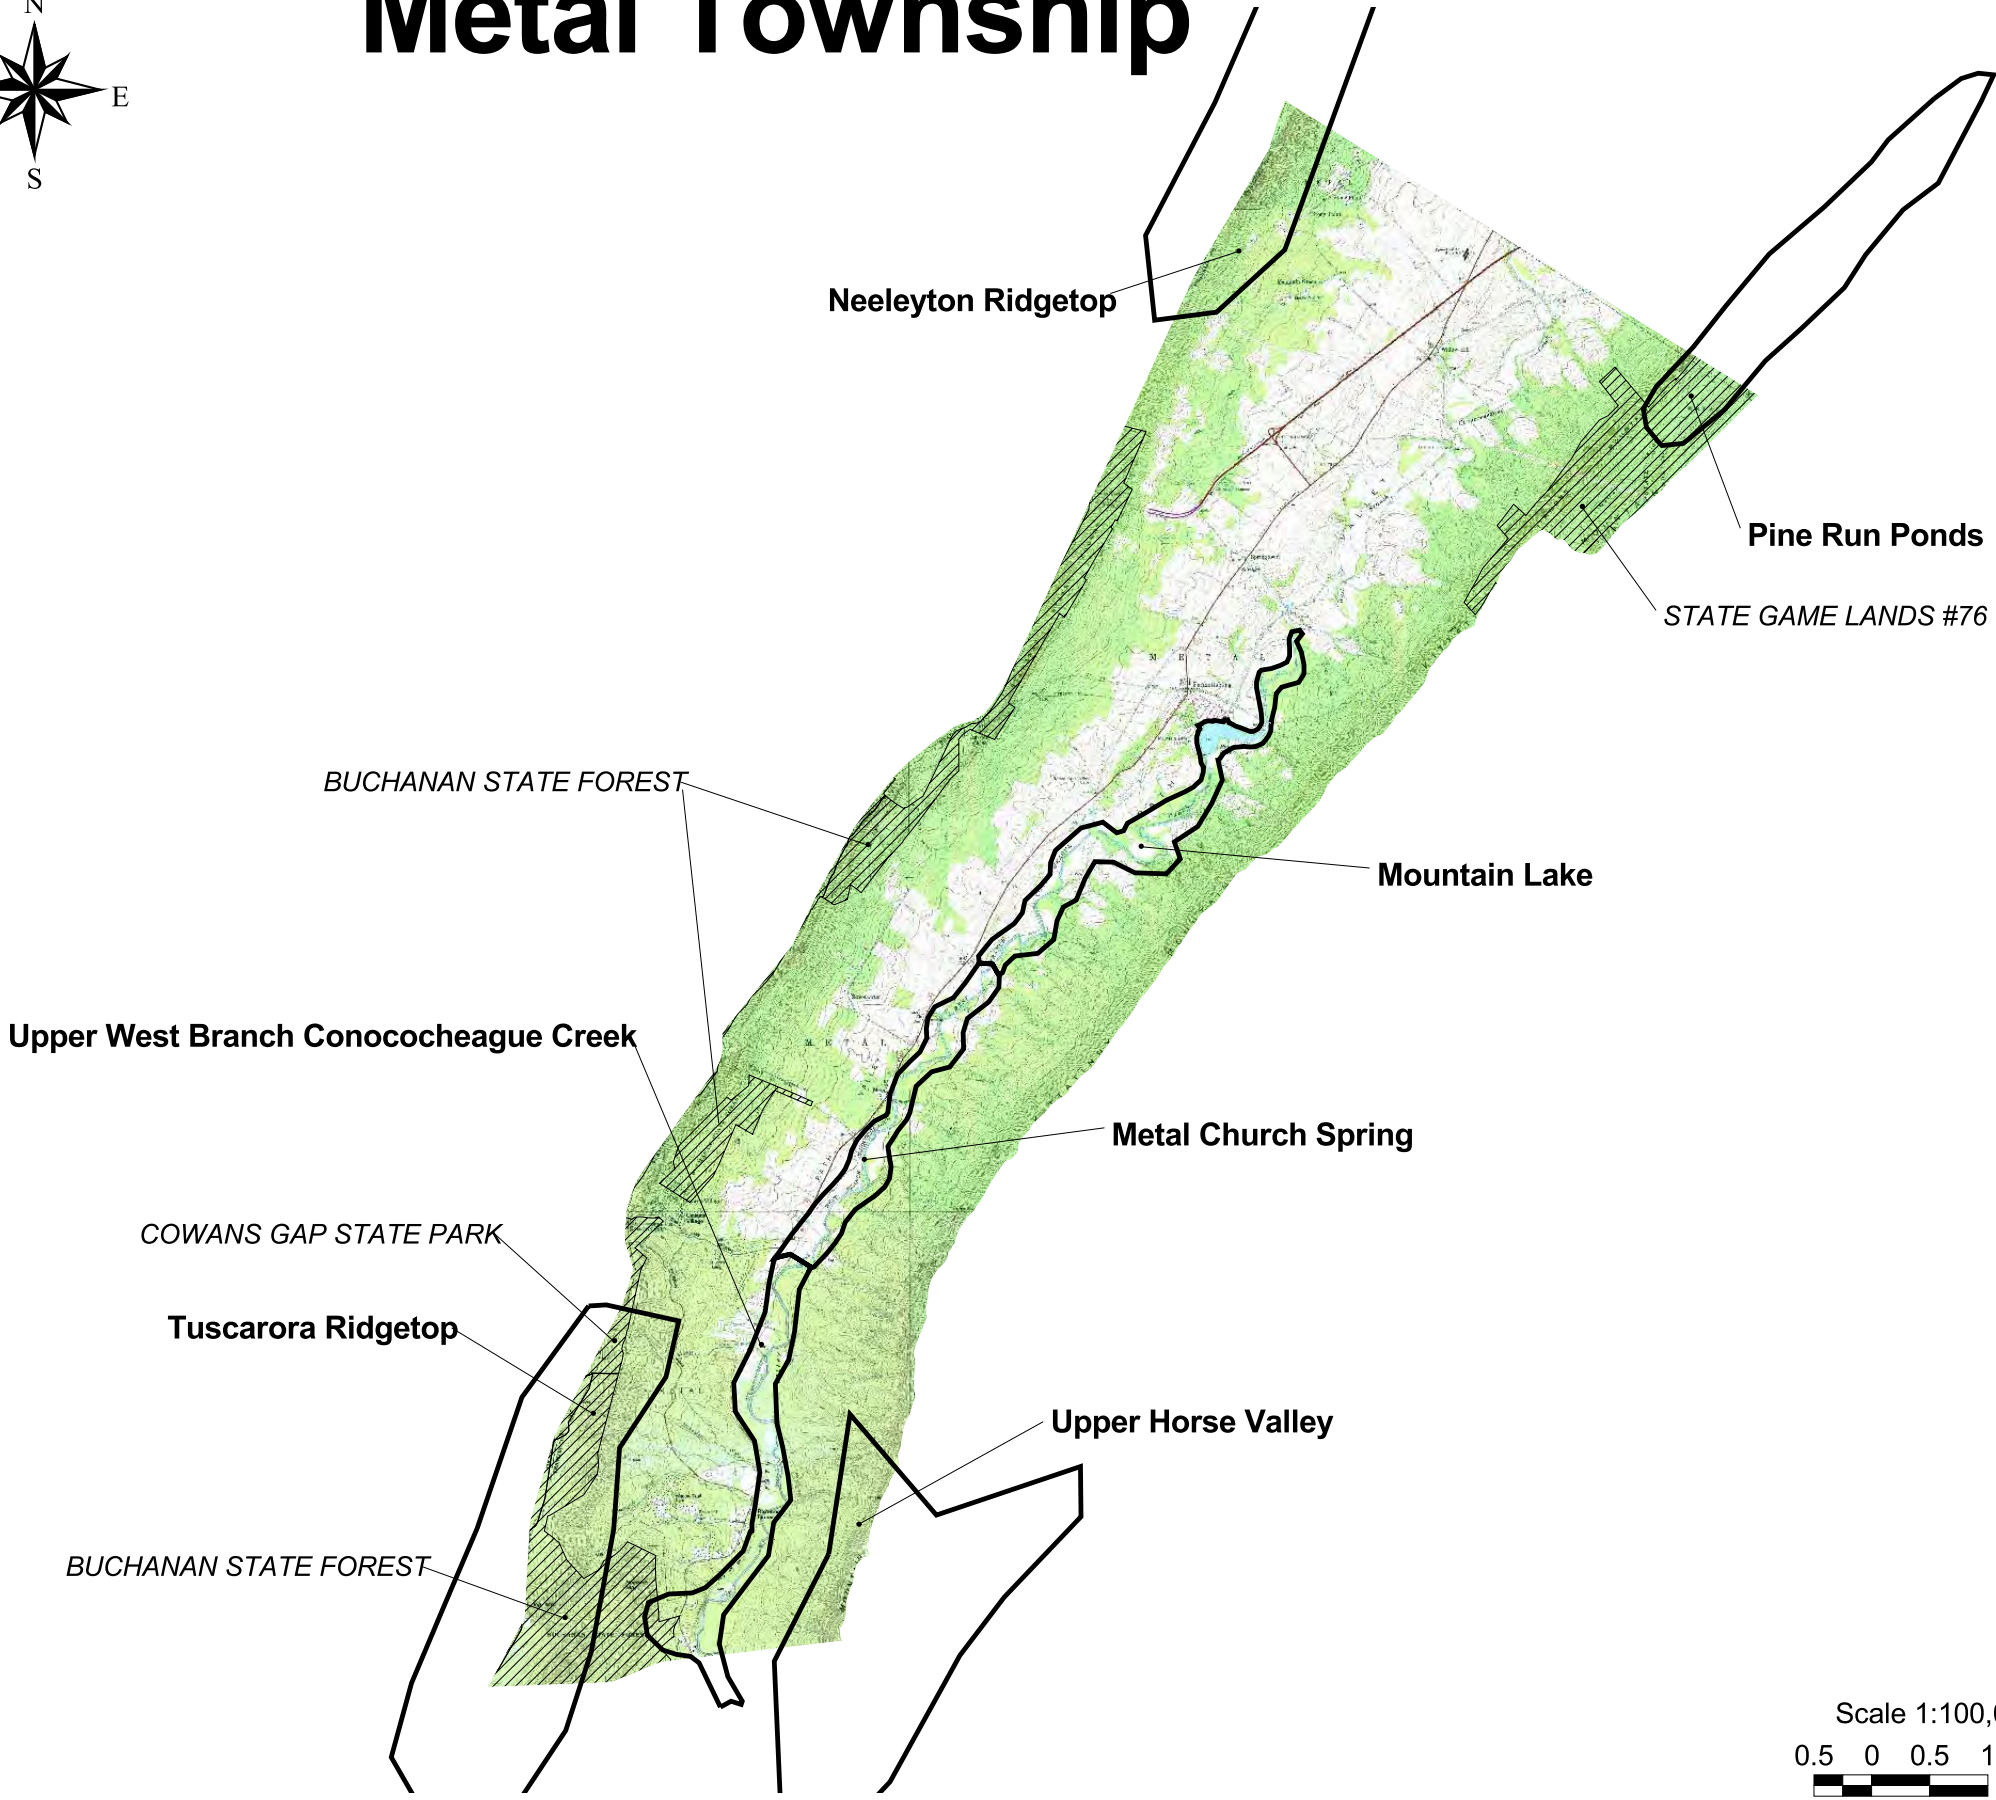 Metal Township
N
E
S
Neeleyton Ridgetop
Pine Run Ponds
STATE GAME LANDS #76
M E T A L
BUCHANAN STATE FOREST
Mountain Lake
Upper West Branch Conococheague Creek
M E T A L
Metal Church Spring
COWANS GAP STATE PARK
Tuscarora Ridgetop
Upper Horse Valley
BUCHANAN STATE FOREST
Scale 1:100,
0.5 0 0.5 1